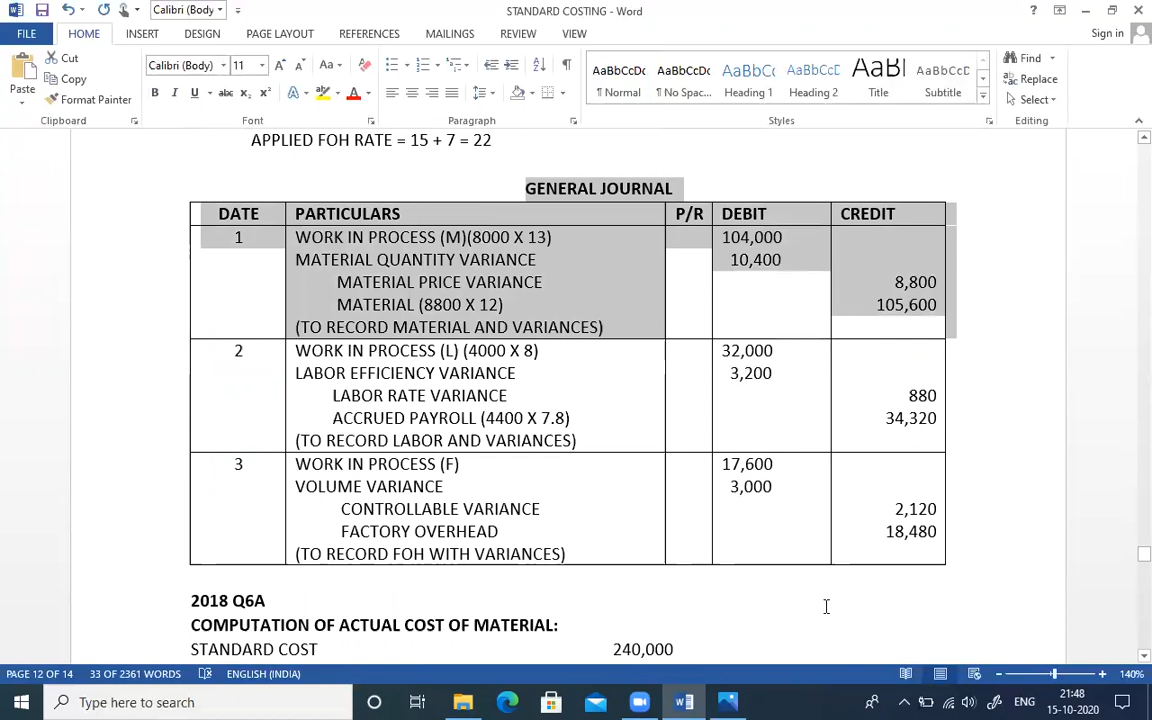 STANDARD COSTING - Word
Calibri (Body
Sign in
FILE HOME INSERT DESIGN PAGE LAYOUT REFERENCES MAILINGS REVIEW VIEW
Paste
Cut
Copy
Format Painter
Clipboard
Calibri (Body) 11
Font
Paragraph
AaBbCcDc AaBbCcDc AaBbC AaBbCcC AaBl AaBbCcD
¶ Normal ¶ No Spac... Heading 1 Heading 2 Title Subtitle
Styles
Find
Replace
Select
Editing
APPLIED FOH RATE = 15 + 7 = 22
GENERAL JOURNAL
DATE PARTICULARS P/R DEBIT CREDIT
1 WORK IN PROCESS (M)(8000 X 13) 104,000
MATERIAL QUANTITY VARIANCE 10,400
MATERIAL PRICE VARIANCE 8,800
MATERIAL (8800 X 12) 105,600
(TO RECORD MATERIAL AND VARIANCES)
2 WORK IN PROCESS (L) (4000 X 8) 32,000
LABOR EFFICIENCY VARIANCE 3,200
LABOR RATE VARIANCE 880
ACCRUED PAYROLL (4400 X 7.8) 34,320
(TO RECORD LABOR AND VARIANCES)
3 WORK IN PROCESS (F) 17,600
VOLUME VARIANCE 3,000
CONTROLLABLE VARIANCE 2,120
FACTORY OVERHEAD 18,480
(TO RECORD FOH WITH VARIANCES)
2018 Q6A
COMPUTATION OF ACTUAL COST OF MATERIAL:
STANDARD COST 240,000
PAGE 12 OF 14 33 OF 2361 WORDS ENGLISH (INDIA) 140%
Type here to search
ENG
21:48
15-10-2020